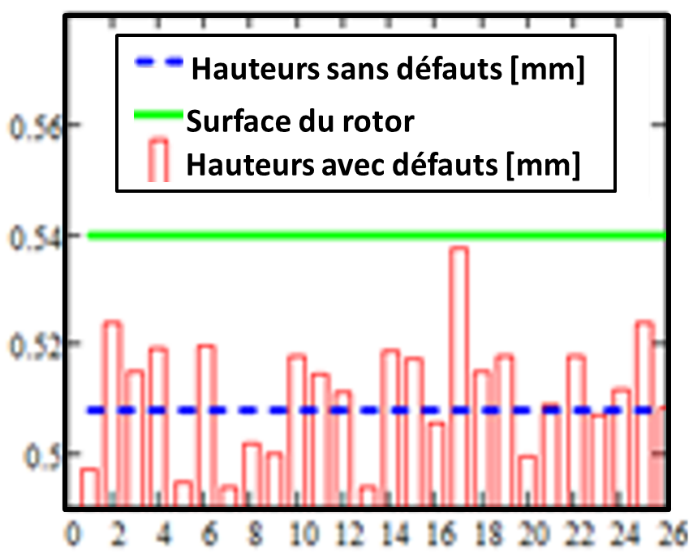 Hauteurs sans défauts [mm]
Surface du rotor
Hauteurs avec défauts [mm]
0.56
0.54
0.52
0.5
0 2 4 6 8 10 12 14 16 18 20 22 24 26